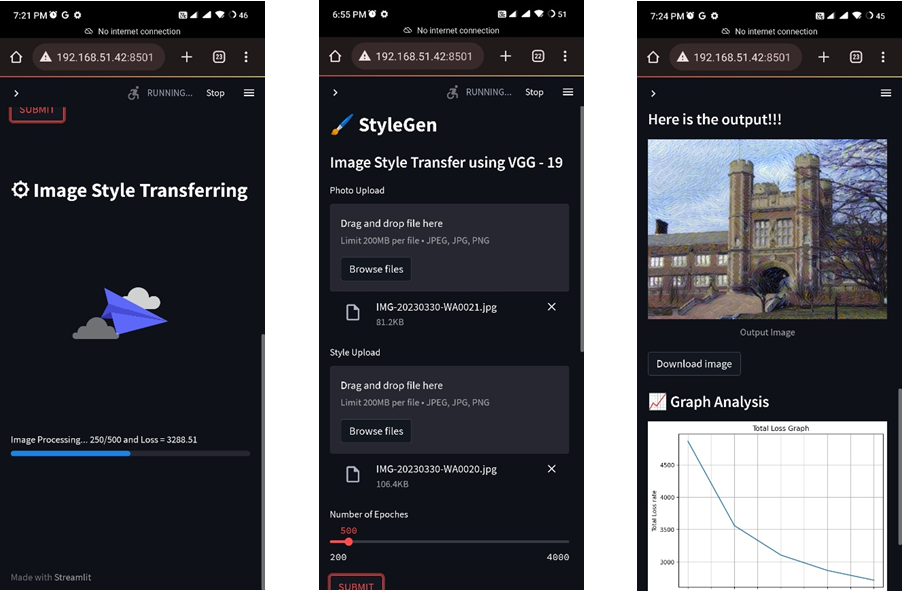 7:21 PM G 46
No internet connection
192.168.51.42:8501 23
RUNNING... Stop
SUBMIT
Image Style Transferring
Image Processing... 250/500 and Loss = 3288.51
Made with Streamlit
6:55 PM 51
No internet connection
192.168.51.42:8501 22
RUNNING... Stop
StyleGen
Image Style Transfer using VGG - 19
Photo Upload
Drag and drop file here
Limit 200MB per file • JPEG, JPG, PNG
Browse files
IMG-20230330-WA0021.jpg
81.2KB
Style Upload
Drag and drop file here
Limit 200MB per file • JPEG, JPG, PNG
Browse files
IMG-20230330-WA0020.jpg
106.4KB
Number of Epoches
500
200 4000
SUBMIT
7:24 PM G 45
No internet connection
192.168.51.42:8501 23
Here is the output!!!
Output Image
Download image
Graph Analysis
Total Loss Graph
Total Loss rate
4500
4000
3500
3000